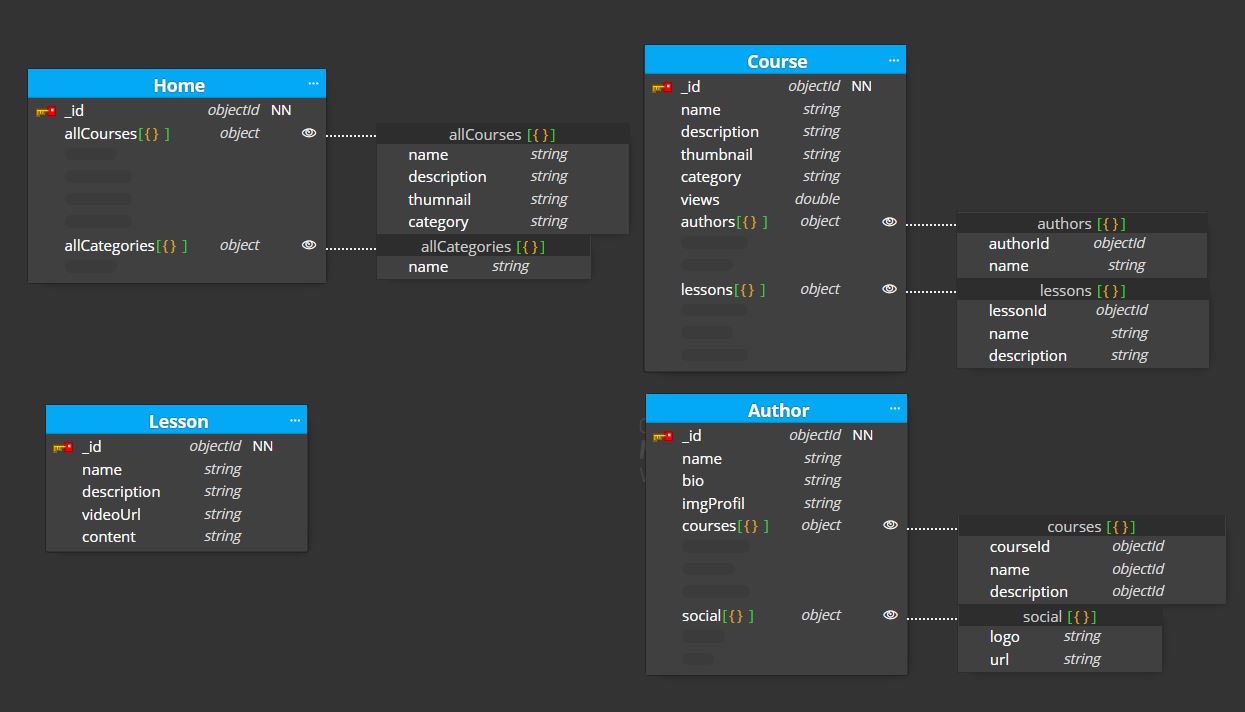 Home ...
_id objectId NN
allCourses[{} ] object
allCategories[{} ] object
allCourses [{}]
name string
description string
thumnail string
category string
allCategories [{}]
name string
Course ...
_id objectId NN
name string
description string
thumbnail string
category string
views double
authors[{} ] object
lessons[{} ] object
authors [{}]
authorId objectId
name string
lessons [{}]
lessonId objectId
name string
description string
Lesson ...
_id objectId NN
name string
description string
videoUrl string
content string
Author ...
_id objectId NN
name string
bio string
imgProfil string
courses[{} ] object
social[{} ] object
courses [{}]
courseId objectId
name objectId
description objectId
social [{}]
logo string
url string